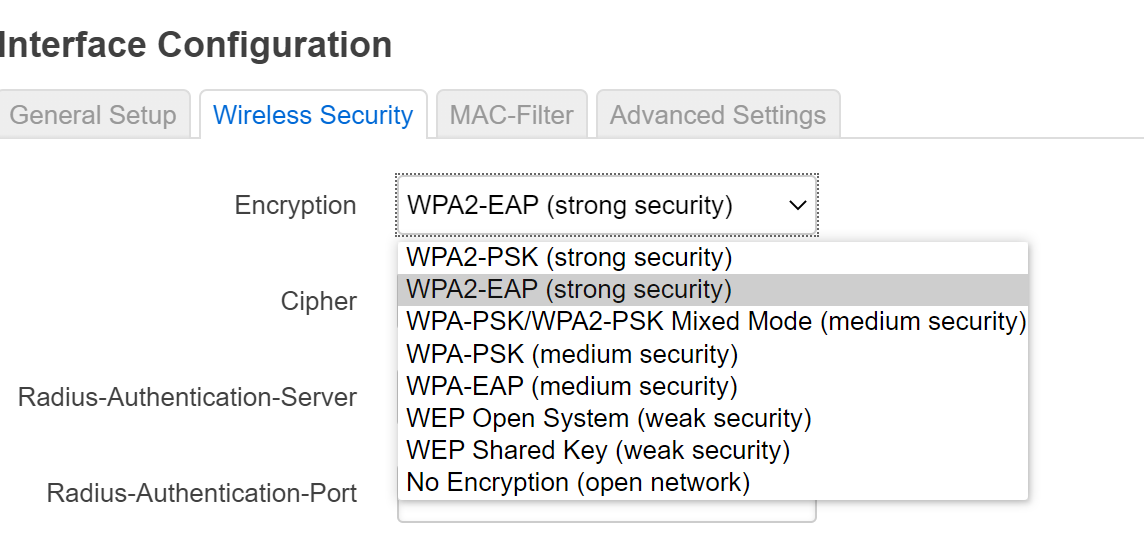 Interface Configuration
General Setup Wireless Security MAC-Filter Advanced Settings
Encryption WPA2-EAP (strong security)
WPA2-PSK (strong security)
WPA2-EAP (strong security)
Cipher
WPA-PSK/WPA2-PSK Mixed Mode (medium security)
WPA-PSK (medium security)
WPA-EAP (medium security)
Radius-Authentication-Server
WEP Open System (weak security)
WEP Shared Key (weak security)
No Encryption (open network)
Radius-Authentication-Port